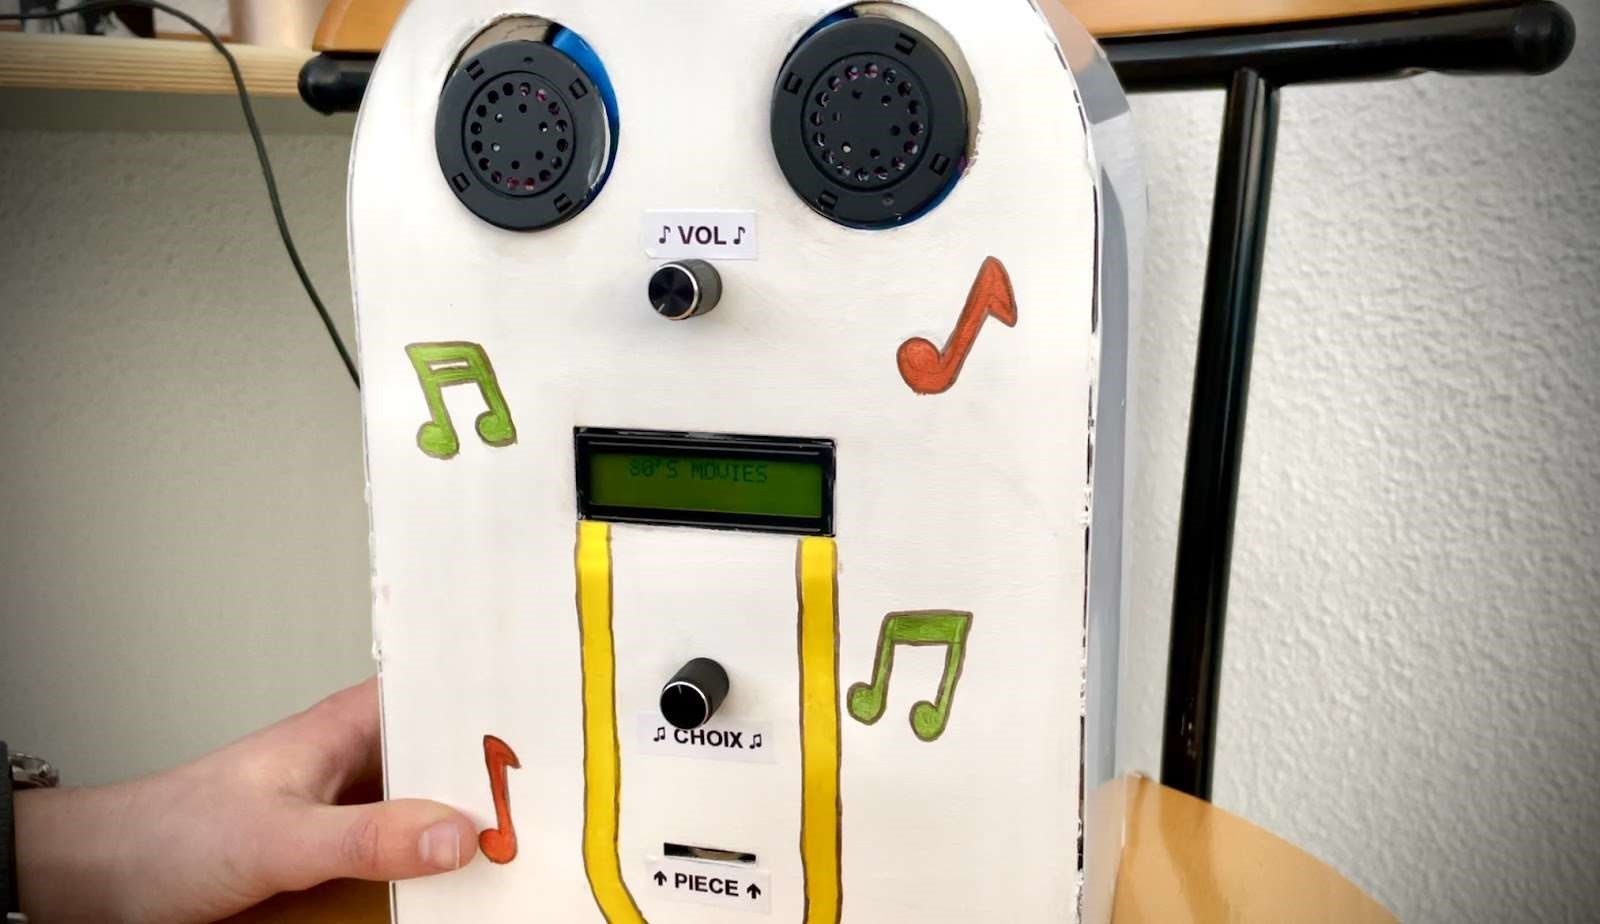 ♪ VOL ♪
80'S MOVIES
♫ CHOIX ♫
↑ PIECE ↑